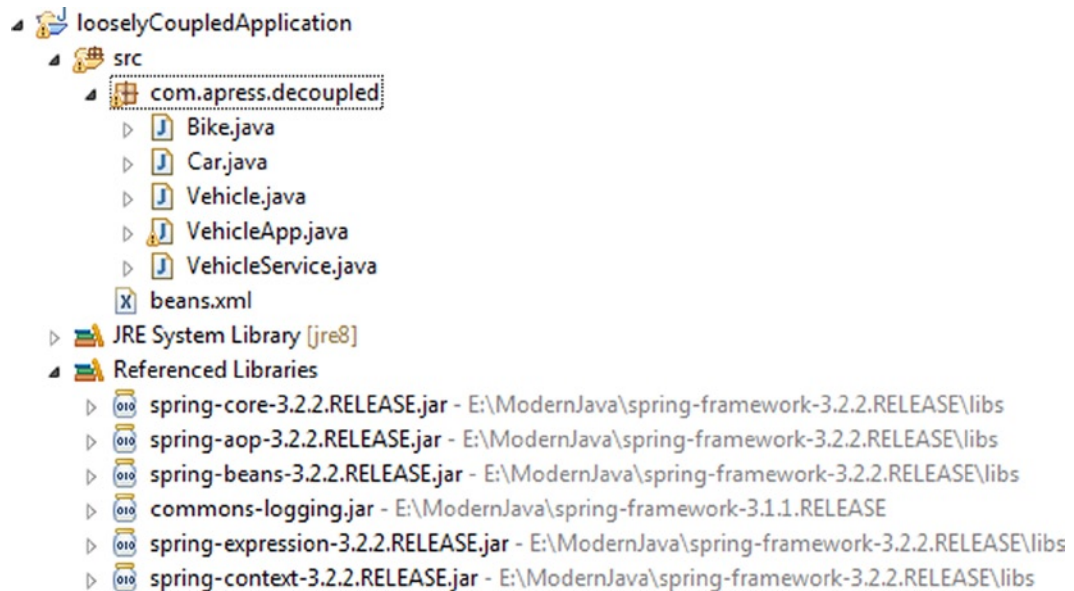 looselyCoupledApplication
src
com.apress.decoupled
Bike.java
Car.java
Vehicle.java
VehicleApp.java
VehicleService.java
beans.xml
JRE System Library [jre8]
Referenced Libraries
spring-core-3.2.2.RELEASE.jar - E:\ModernJava\spring-framework-3.2.2.RELEASE\libs
spring-aop-3.2.2.RELEASE.jar - E:\ModernJava\spring-framework-3.2.2.RELEASE\libs
spring-beans-3.2.2.RELEASE.jar - E:\ModernJava\spring-framework-3.2.2.RELEASE\libs
commons-logging.jar - E:\ModernJava\spring-framework-3.1.1.RELEASE
spring-expression-3.2.2.RELEASE.jar - E:\ModernJava\spring-framework-3.2.2.RELEASE\libs
spring-context-3.2.2.RELEASE.jar - E:\ModernJava\spring-framework-3.2.2.RELEASE\libs